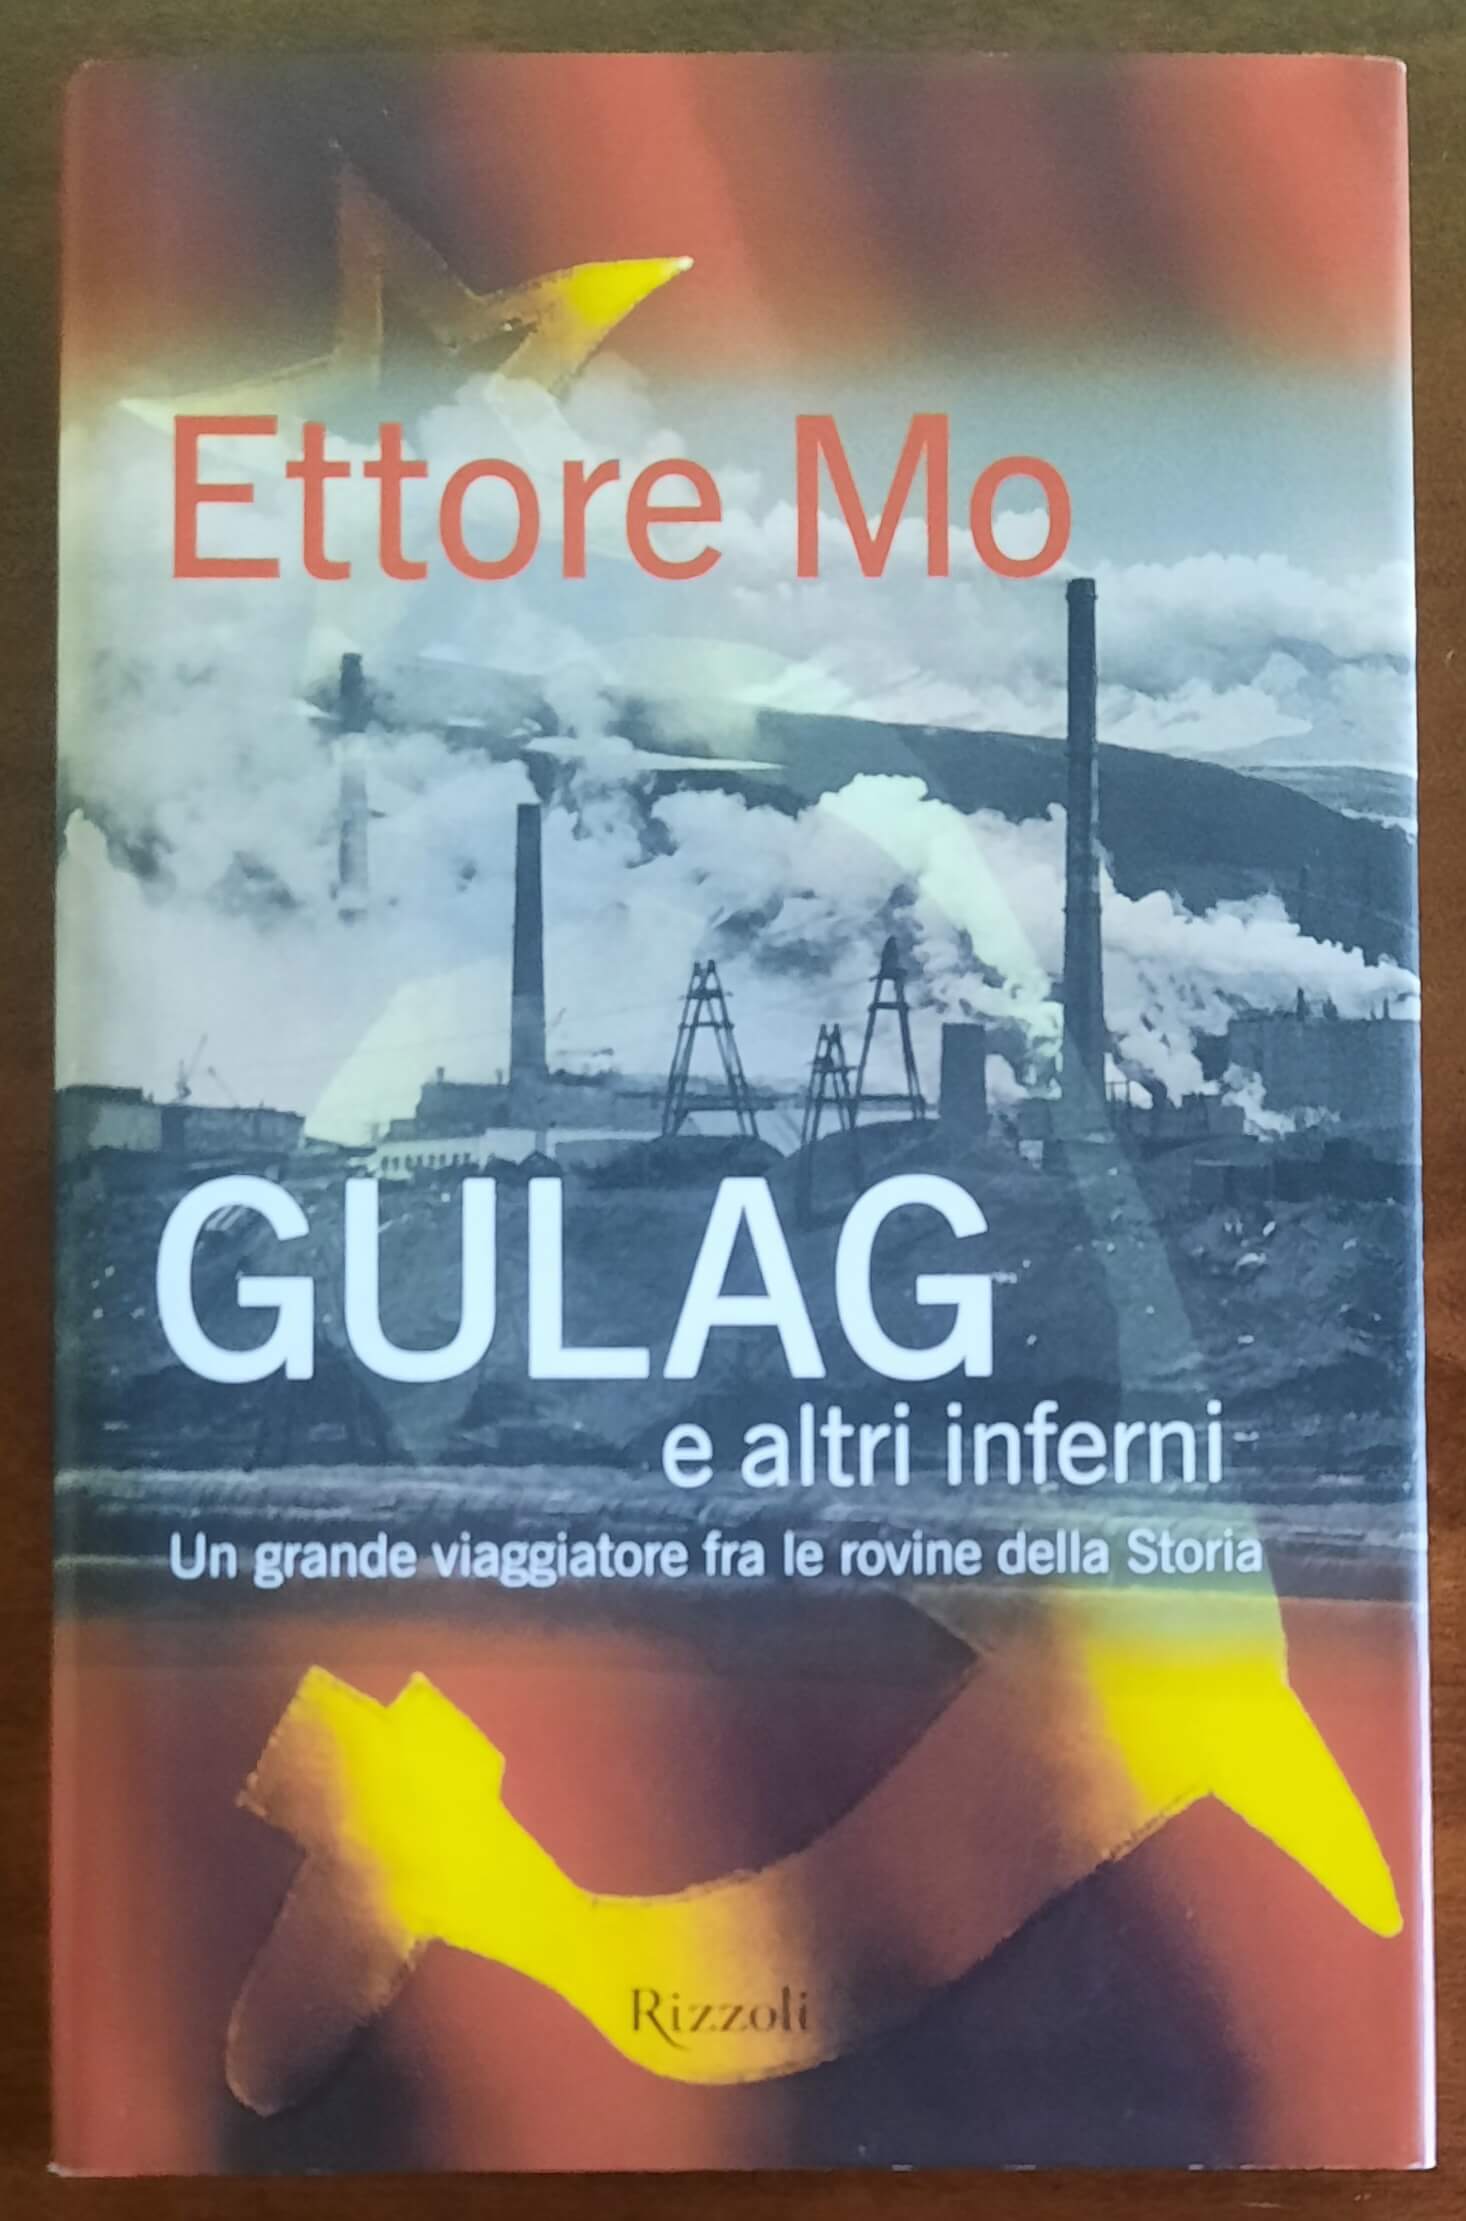 Ettore Mo
GULAG
e altri inferni
Un grande viaggiatore fra le rovine della Storia
Rizzoli